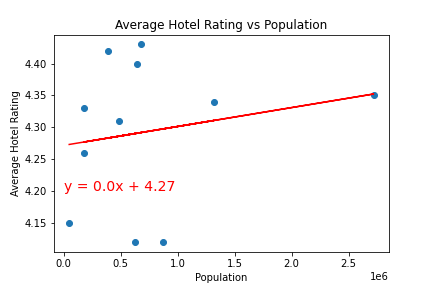 Average Hotel Rating vs Population
Average Hotel Rating
4.40
4.35
4.30
4.25
4.20
4.15
y = 0.0x + 4.27
0.0 0.5 1.0 1.5 2.0 2.5
1e6
Population